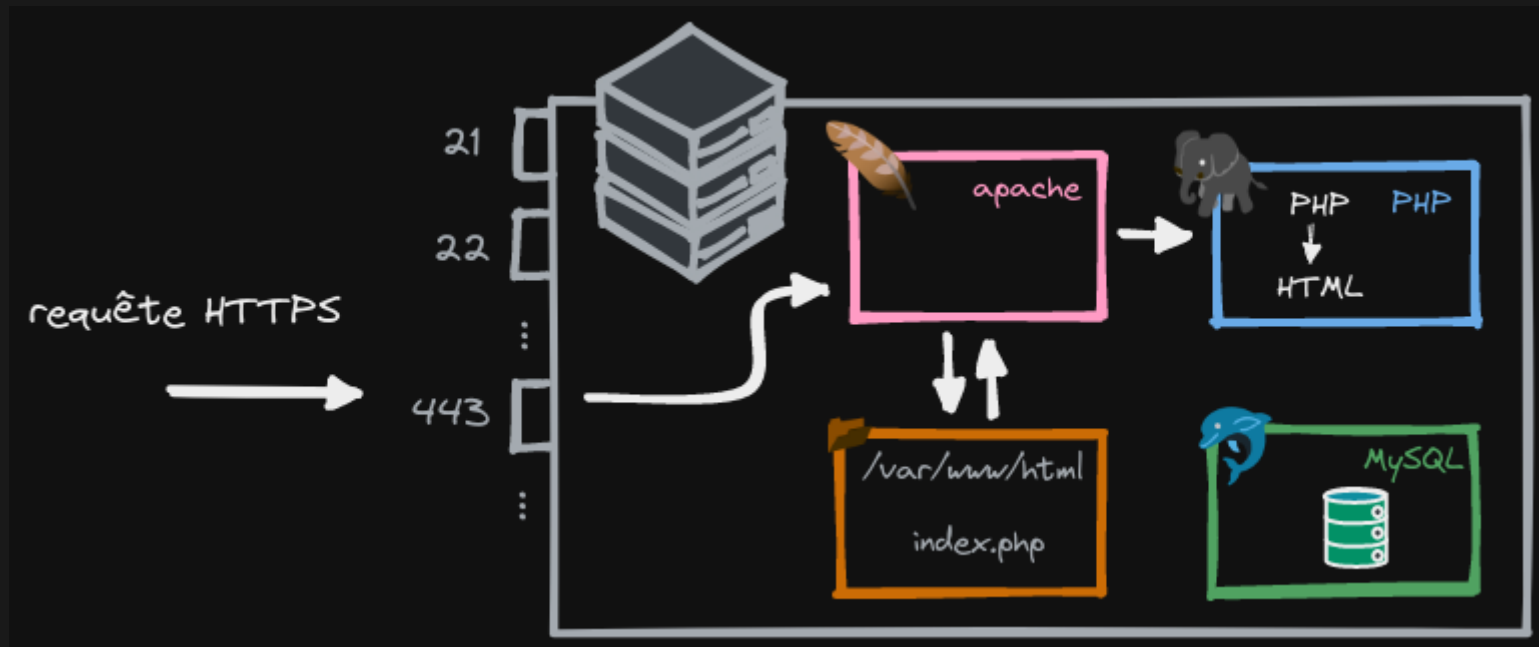 21
22
requête HTTPS
...
443
...
apache
PHP
PHP
HTML
/var/www/html
index.php
MySQL